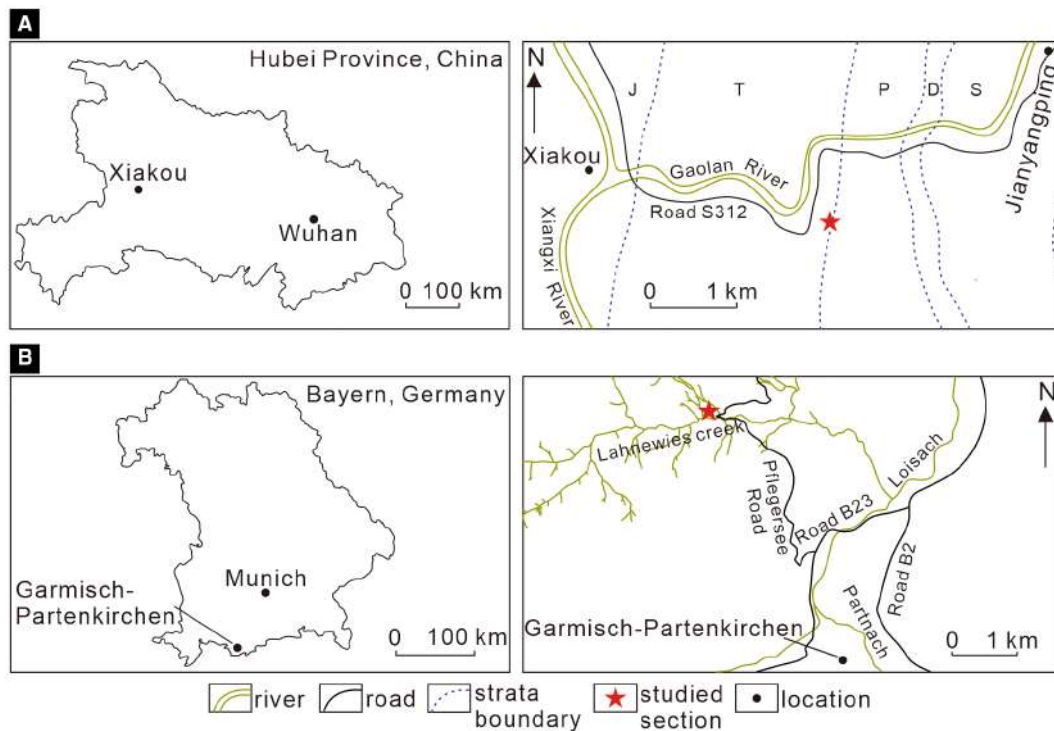 A
Hubei Province, China
Xiakou
Wuhan
0 100 km
N
J
T
P
D
S
Xiakou
Gaolan River
Road S312
Xiangxi River
Jianyangping
0 1 km
B
Bayern, Germany
Munich
Garmisch-
Partenkirchen
0 100 km
N
Lahnewies creek
Pflegersee
Road
Loisach
Road B23
Road B2
Partnach
Garmisch-Partenkirchen
0 1 km
river
road
strata
boundary
studied
section
location